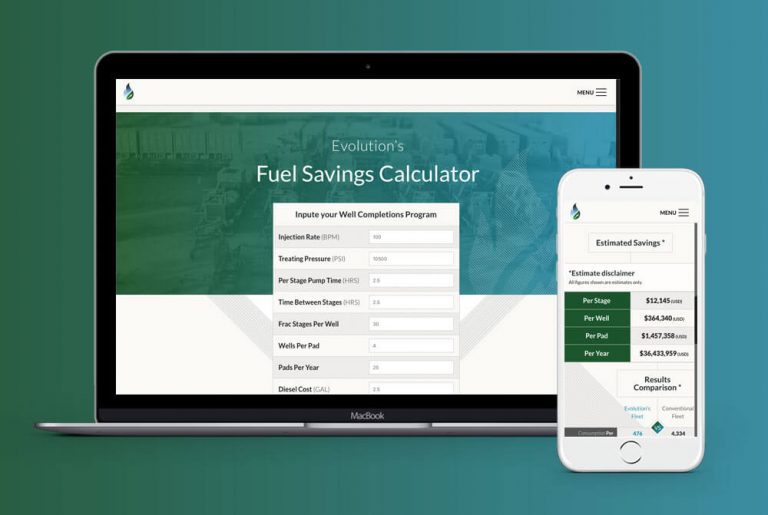 MENU
Evolution's
Fuel Savings Calculator
Inpute your Well Completions Program
Injection Rate (BPM) 100
Treating Pressure (PSI) 10500
Per Stage Pump Time (HRS) 2.5
Time Between Stages (HRS) 2.5
Frac Stages Per Well 30
Wells Per Pad 4
Pads Per Year 25
Diesel Cost (GAL) 2.5
MacBook
MENU
Estimated Savings *
*Estimate disclaimer
All figures shown are estimates only.
Per Stage $12,145 (USD)
Per Well $364,340 (USD)
Per Pad $1,457,358 (USD)
Per Year $36,433,959 (USD)
Results
Comparison *
Evolution's Conventional
Fleet Fleet
VS
Consumption Per 476 4,334